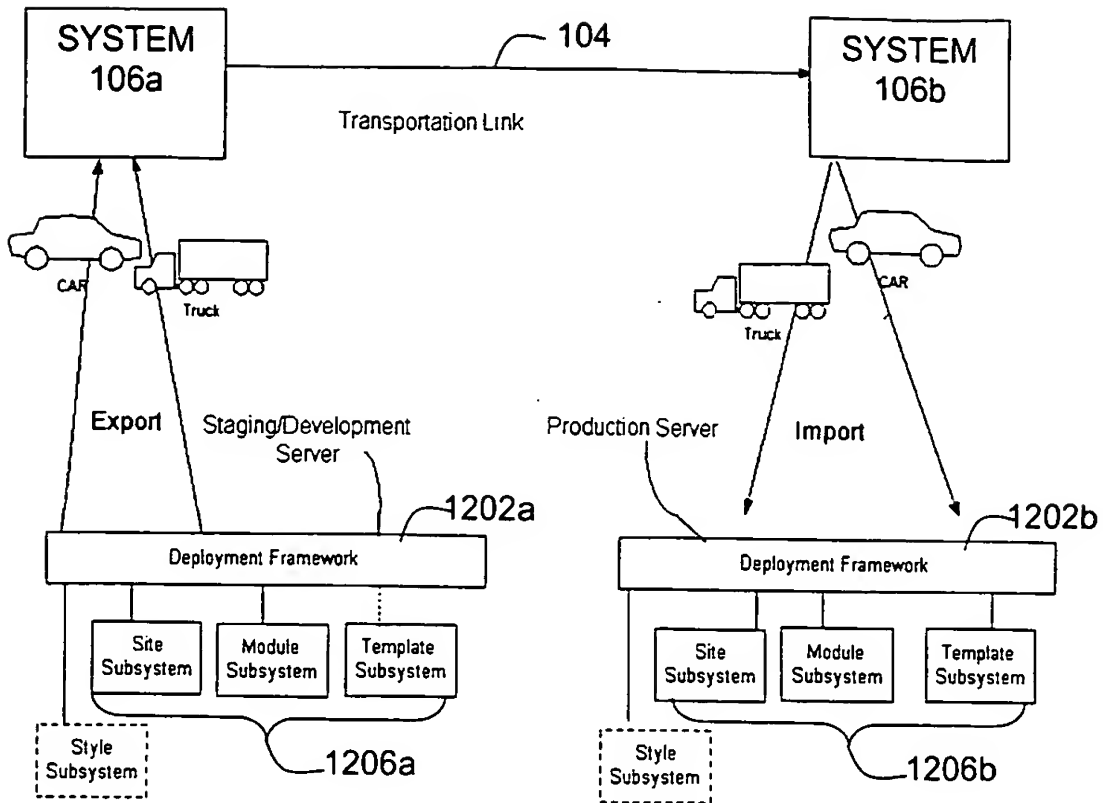 SYSTEM
106a
104
SYSTEM
106b
Transportation Link
CAR
Truck
CAR
Truck
Export
Staging/Development
Server
Production Server
Import
1202a
1202b
Deployment Framework
Deployment Framework
Site
Subsystem
Module
Subsystem
Template
Subsystem
Site
Subsystem
Module
Subsystem
Template
Subsystem
Style
Subsystem
1206a
Style
Subsystem
1206b